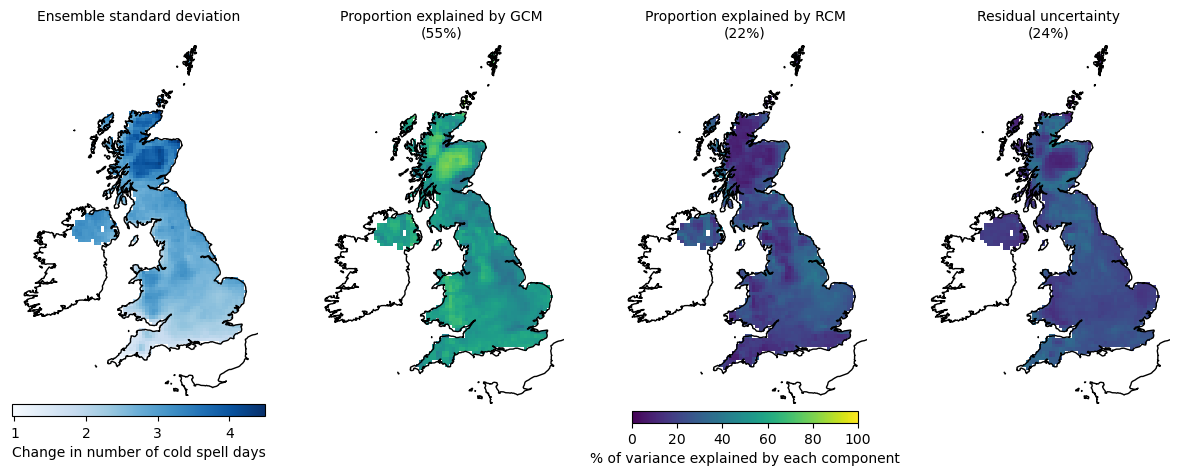 Ensemble standard deviation
Proportion explained by GCM
(55%)
Proportion explained by RCM
(22%)
Residual uncertainty
(24%)
1 2 3 4
Change in number of cold spell days
0 20 40 60 80 100
% of variance explained by each component